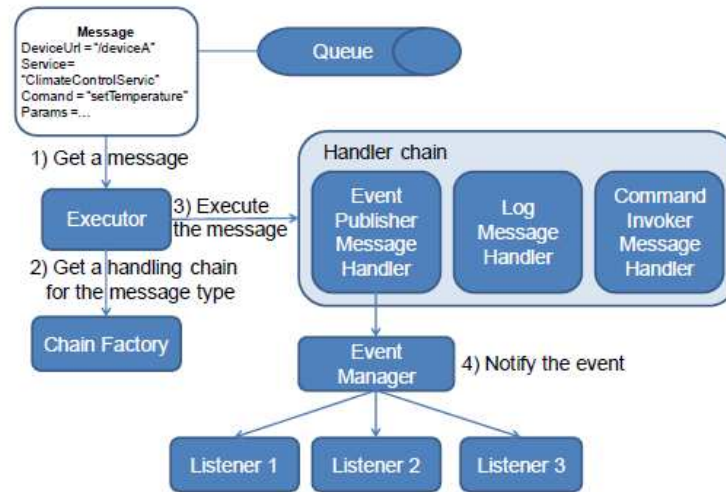 Message
DeviceUrl = "/deviceA"
Service=
"ClimateControlServic"
Comand = "setTemperature"
Params =...
Queue
1) Get a message
Executor
3) Execute
the message
2) Get a handling chain
for the message type
Chain Factory
Handler chain
Event
Publisher
Message
Handler
Log
Message
Handler
Command
Invoker
Message
Handler
Event
Manager
4) Notify the event
Listener 1
Listener 2
Listener 3